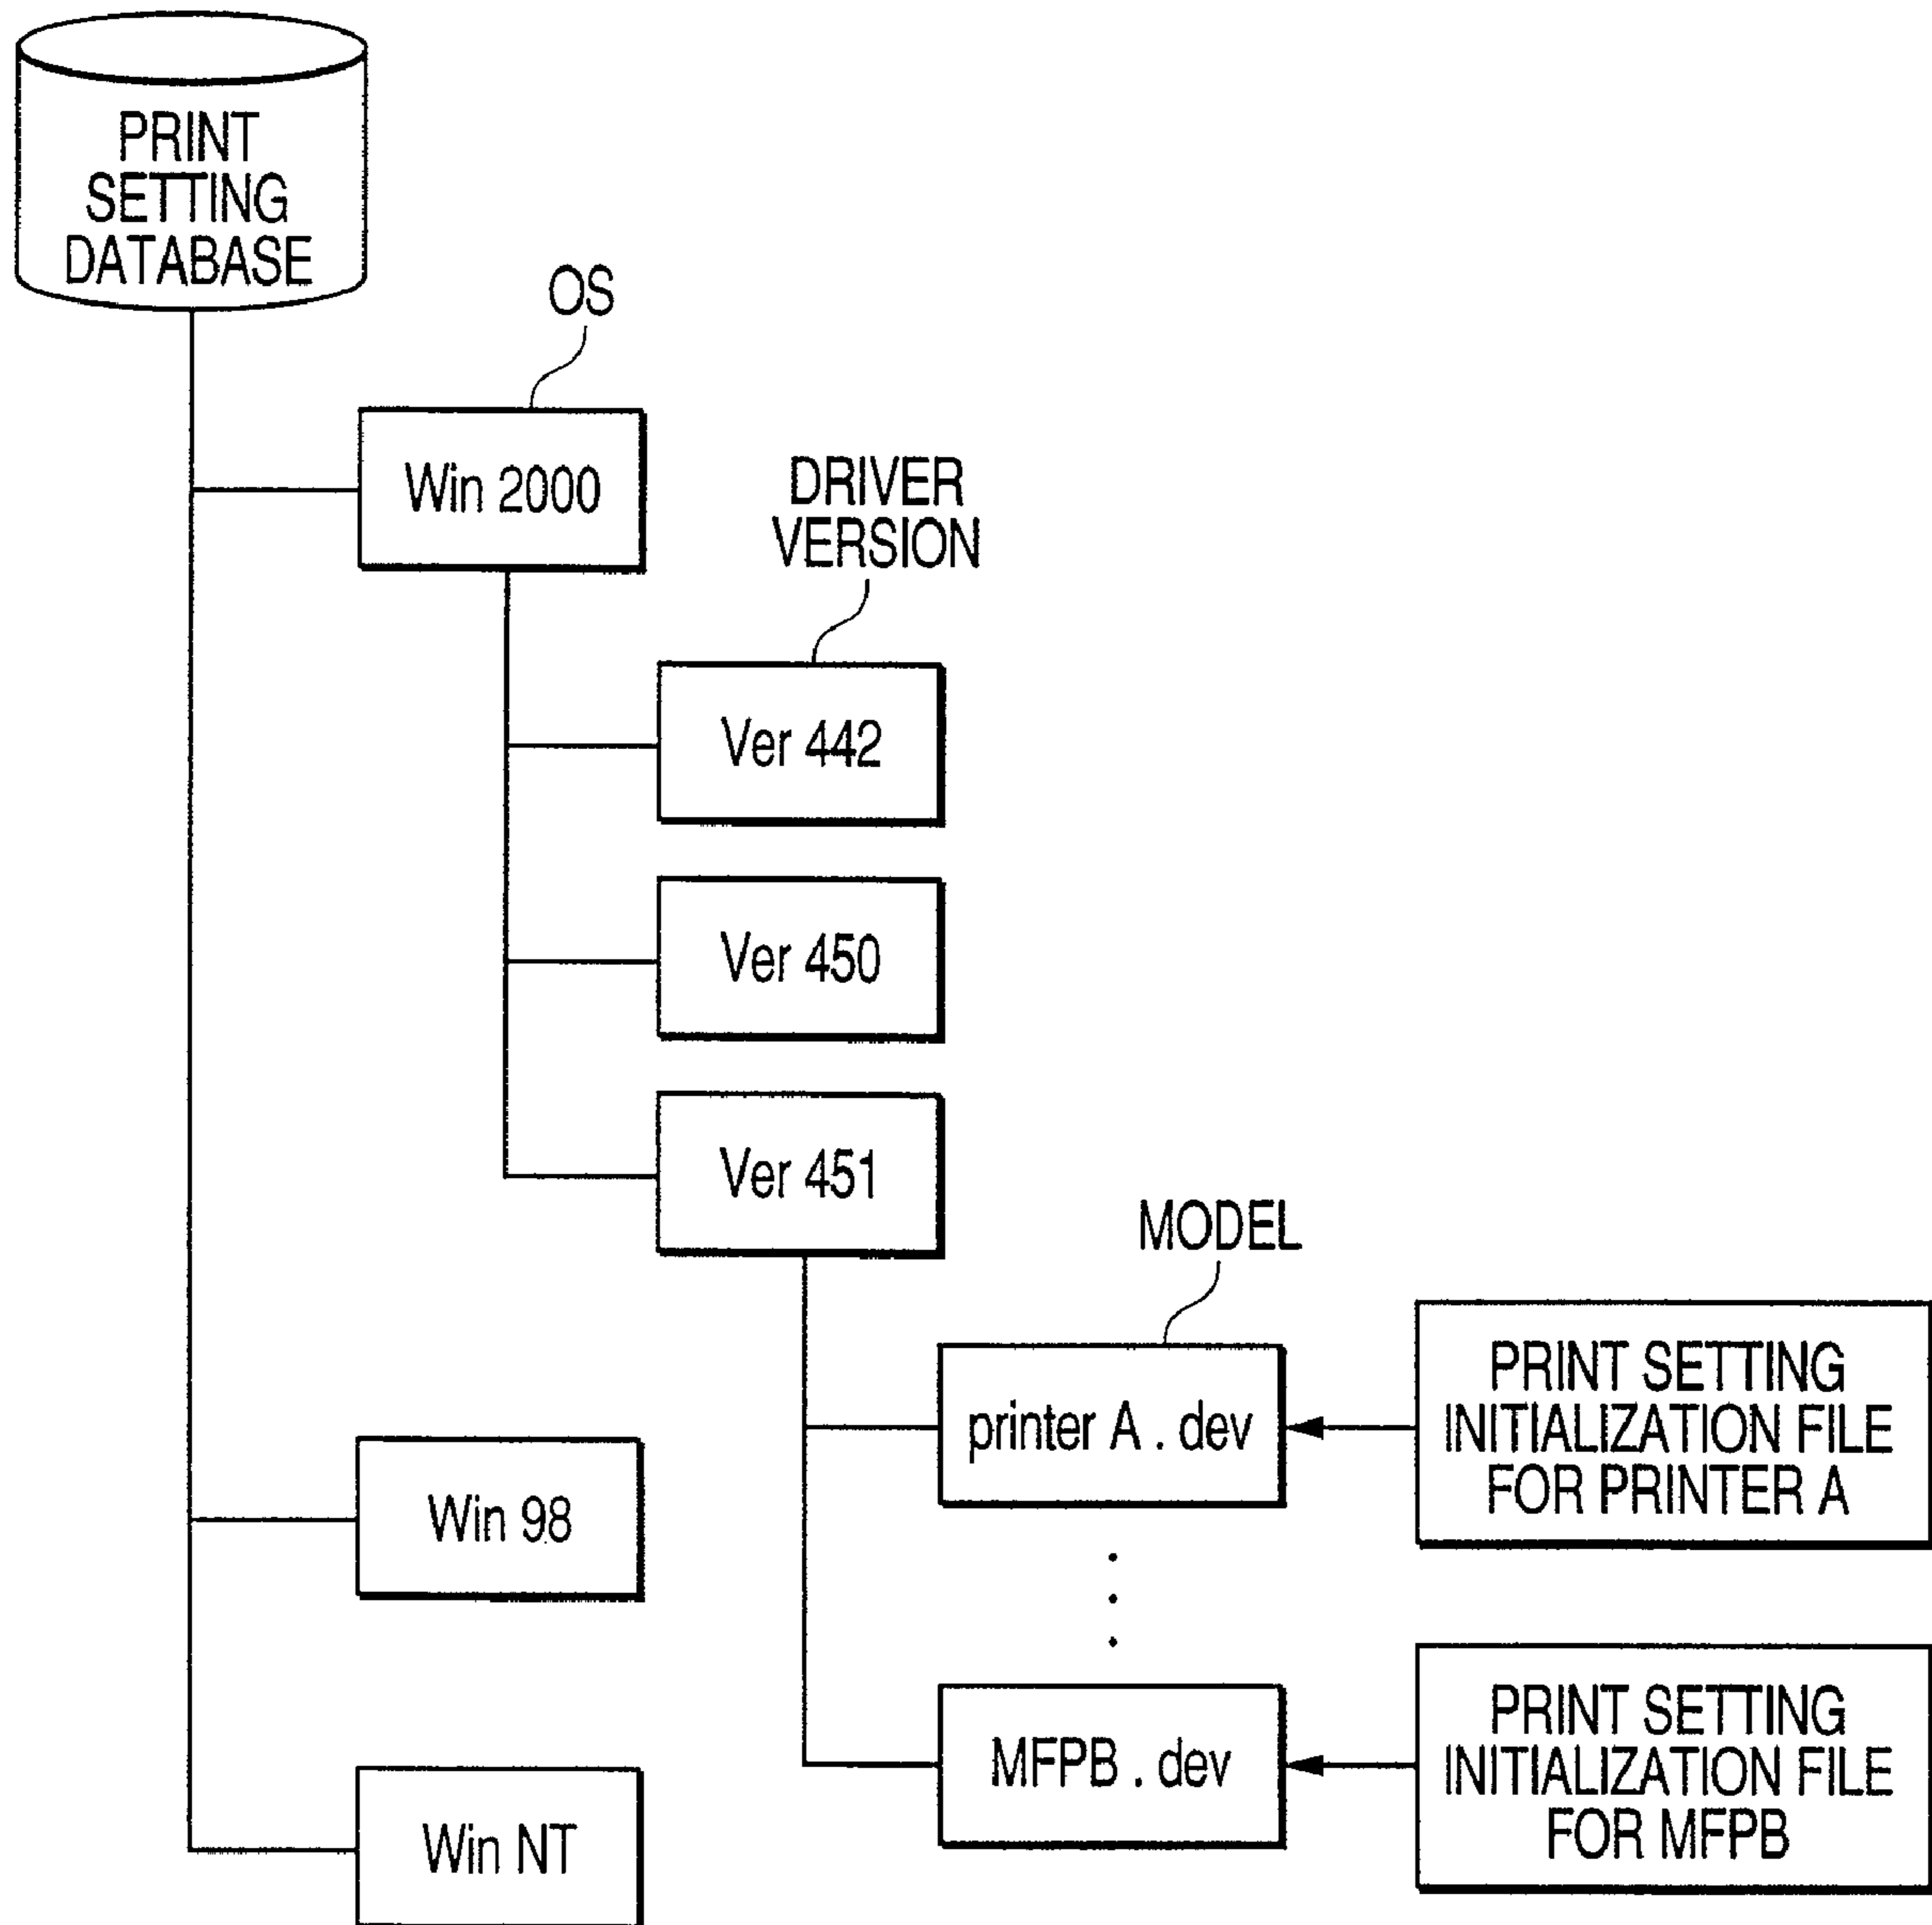 PRINT
SETTING
DATABASE
OS
Win 2000
DRIVER
VERSION
Ver 442
Ver 450
Ver 451
MODEL
printer A . dev
PRINT SETTING
INITIALIZATION FILE
FOR PRINTER A
Win 98
MFPB . dev
PRINT SETTING
INITIALIZATION FILE
FOR MFPB
Win NT